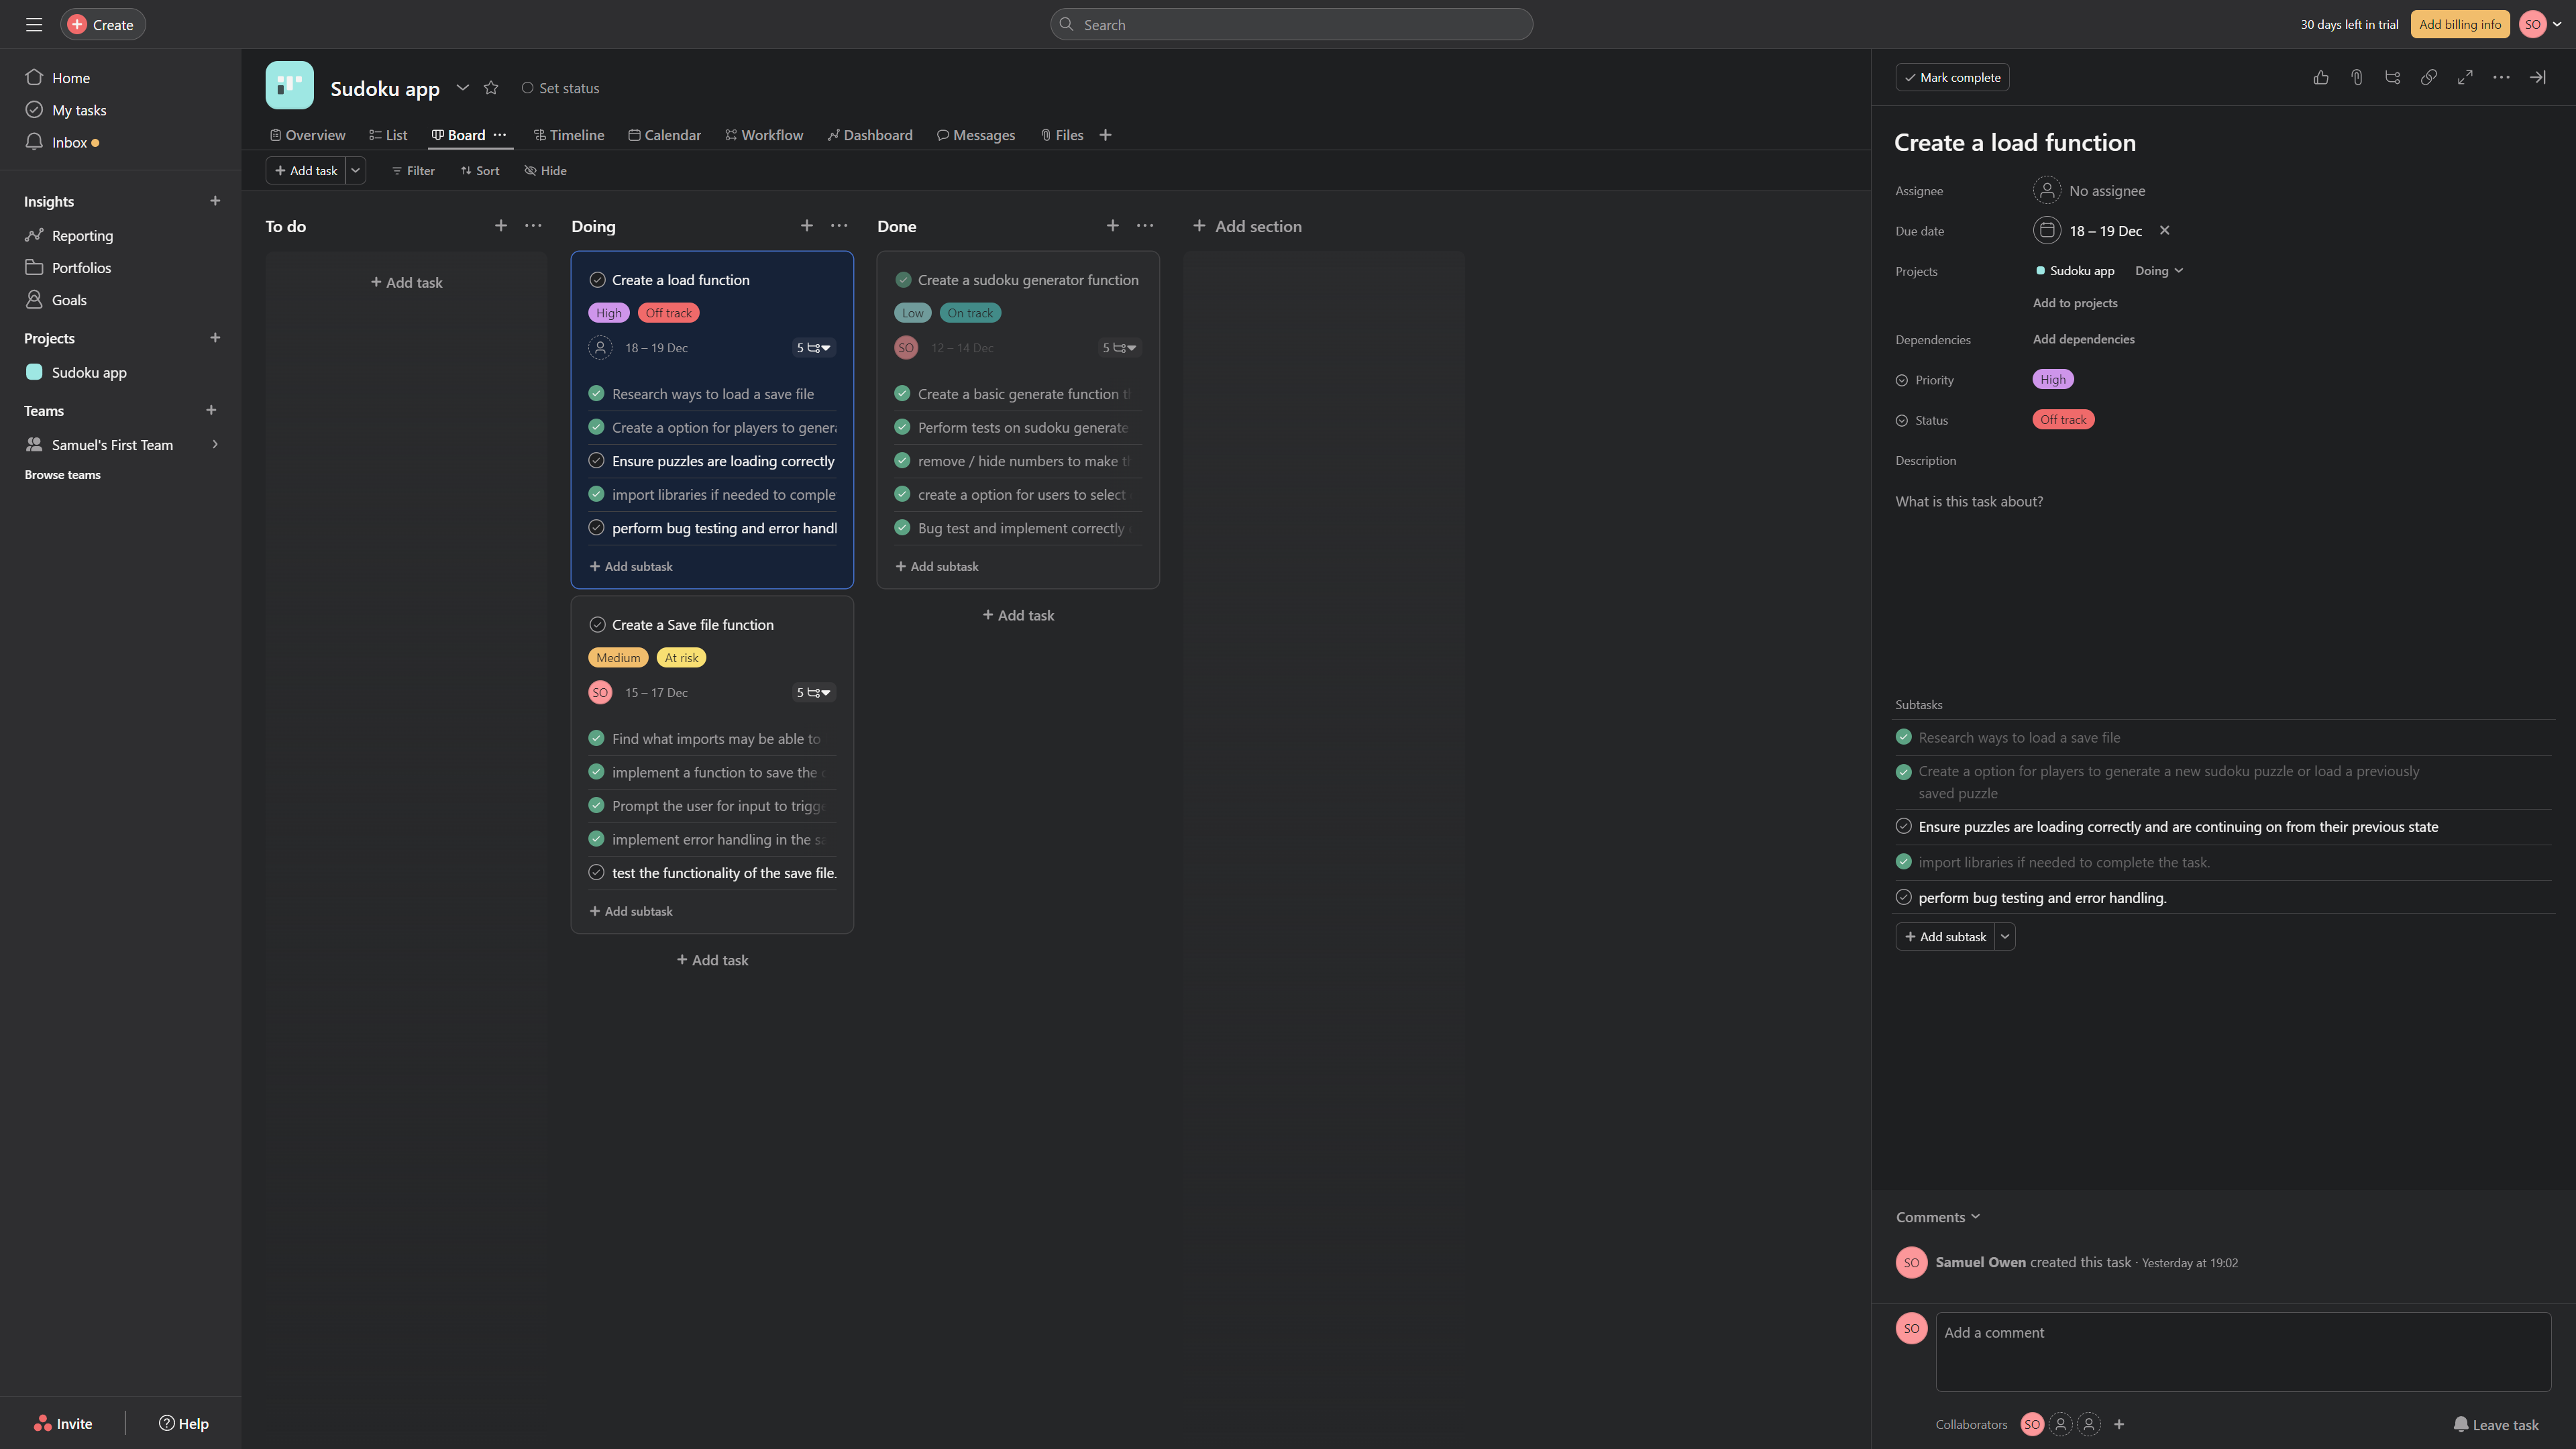 Create
Search
30 days left in trial
Add billing info
SO
Home
My tasks
Inbox
Insights
Reporting
Portfolios
Goals
Projects
Sudoku app
Teams
Samuel's First Team
Browse teams
Invite
Help
Sudoku app
Set status
Overview
List
Board
Timeline
Calendar
Workflow
Dashboard
Messages
Files
Add task
Filter
Sort
Hide
To do
Add task
Doing
Create a load function
High
Off track
18 – 19 Dec
5
Research ways to load a save file
Create a option for players to genera
Ensure puzzles are loading correctly
import libraries if needed to comple
perform bug testing and error handl
Add subtask
Create a Save file function
Medium
At risk
SO
15 – 17 Dec
5
Find what imports may be able to
implement a function to save the
Prompt the user for input to trigge
implement error handling in the sa
test the functionality of the save file.
Add subtask
Add task
Done
Create a sudoku generator function
Low
On track
SO
12 – 14 Dec
5
Create a basic generate function th
Perform tests on sudoku generate
remove / hide numbers to make th
create a option for users to select
Bug test and implement correctly
Add subtask
Add task
Add section
Mark complete
Create a load function
Assignee
No assignee
Due date
18 – 19 Dec
Projects
Sudoku app
Doing
Add to projects
Dependencies
Add dependencies
Priority
High
Status
Off track
Description
What is this task about?
Subtasks
Research ways to load a save file
Create a option for players to generate a new sudoku puzzle or load a previously
saved puzzle
Ensure puzzles are loading correctly and are continuing on from their previous state
import libraries if needed to complete the task.
perform bug testing and error handling.
Add subtask
Comments
SO
Samuel Owen created this task · Yesterday at 19:02
SO
Add a comment
Collaborators
SO
Leave task